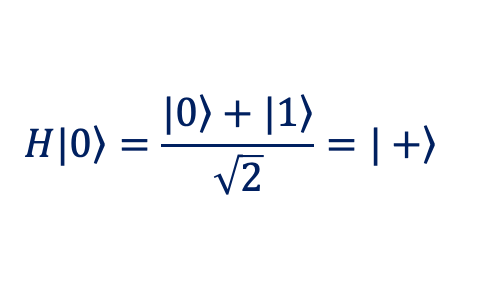 H|0⟩ = (|0⟩ + |1⟩)/√2 = | +⟩